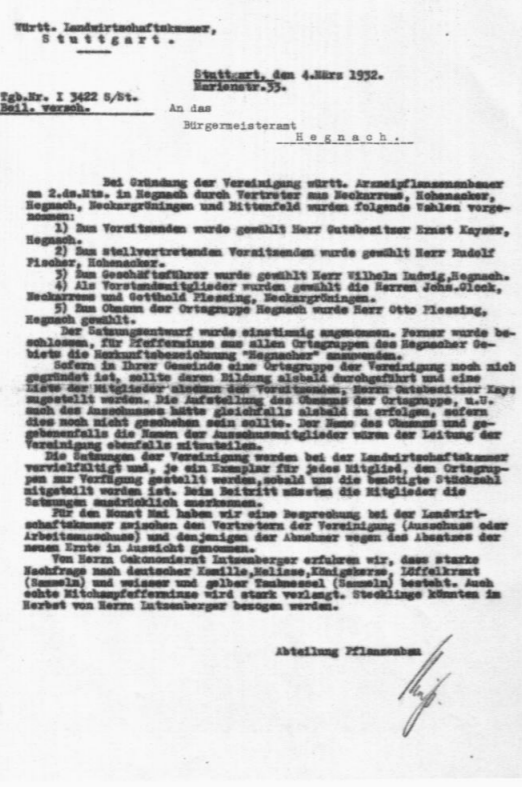 Württ. Landwirtschaftskammer,
Stuttgart.
Stuttgart, den 4.März 1932.
Marienstr.33.
Tgb.Nr. I 3422 S/St.
Beil. versch.
An das
Bürgermeisteramt
Hegnach.
Bei Gründung der Vereinigung württ. Arzneipflanzenanbauer
am 2.ds.Mts. in Hegnach durch Vertreter aus Neckarrems, Hohenacker,
Hegnach, Neckargröningen und Bittenfeld wurden folgende Wahlen vorge-
nommen:
1) Zum Vorsitzenden wurde gewählt Herr Gutsbesitzer Ernst Kayser,
Hegnach.
2) Zum stellvertretenden Vorsitzenden wurde gewählt Herr Rudolf
Fischer, Hohenacker.
3) Zum Geschäftsführer wurde gewählt Herr Wilhelm Ludwig,Hegnach.
4) Als Vorstandsmitglieder wurden gewählt die Herren Johs.Glock,
Neckarrems und Gotthold Plessing, Neckargröningen.
5) Zum Obmann der Ortsgruppe Hegnach wurde Herr Otto Plessing,
Hegnach gewählt.
Der Satzungsentwurf wurde einstimmig angenommen. Ferner wurde be-
schlossen, für Pfefferminze aus allen Ortsgruppen des Hegnacher Ge-
biets die Herkunftsbezeichnung "Hegnacher" anzuwenden.
Sofern in Ihrer Gemeinde eine Ortsgruppe der Vereinigung noch nich
gegründet ist, sollte deren Bildung alsbald durchgeführt und eine
Liste der Mitglieder alsdann dem Vorsitzenden, Herrn Gutsbesitzer Kays
zugestellt werden. Die Aufstellung des Obmanns der Ortsgruppe, u.U.
auch des Ausschusses hätte gleichfalls alsbald zu erfolgen, sofern
dies noch nicht geschehen sein sollte. Der Name des Obmanns und ge-
gebenenfalls die Namen der Ausschussmitglieder wären der Leitung der
Vereinigung ebenfalls mitzuteilen.
Die Satzungen der Vereinigung werden bei der Landwirtschaftskammer
vervielfältigt und, je ein Exemplar für jedes Mitglied, den Ortsgrup-
pen zur Verfügung gestellt werden,sobald uns die benötigte Stückzahl
mitgeteilt worden ist. Beim Beitritt müssten die Mitglieder die
Satzungen ausdrücklich anerkennen.
Für den Monat Mai haben wir eine Besprechung bei der Landwirt-
schaftskammer zwischen den Vertretern der Vereinigung (Ausschuss oder
Arbeitsausschuss) und denjenigen der Abnehmer wegen des Absatzes der
neuen Ernte in Aussicht genommen.
Von Herrn Oekonomierat Lutzenberger erfuhren wir, dass starke
Nachfrage nach deutscher Kamille,Melisse,Königskerze, Löffelkraut
(Sammeln) und weisser und gelber Taubnessel (Sammeln) besteht. Auch
echte Mitchampfefferminze wird stark verlangt. Stecklinge könnten im
Herbst von Herrn Lutzenberger bezogen werden.
Abteilung Pflanzenbau